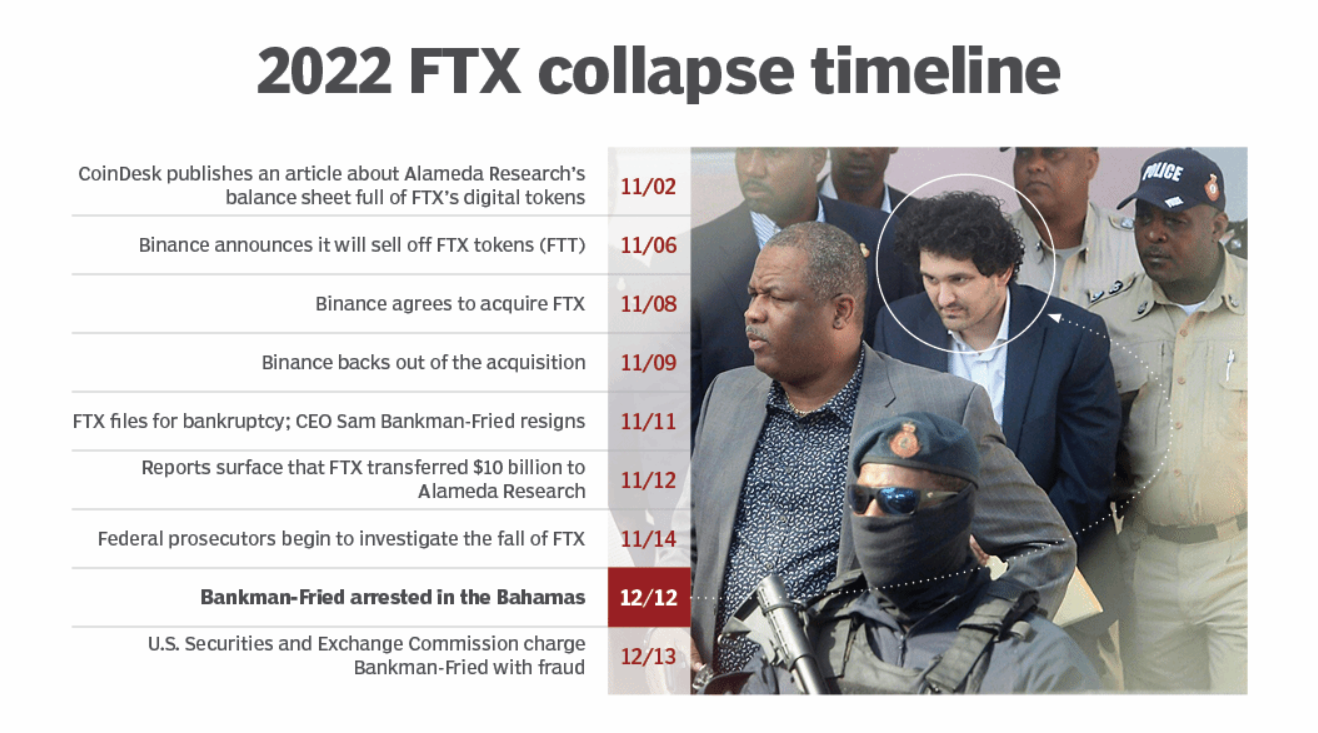 2022 FTX collapse timeline
CoinDesk publishes an article about Alameda Research’s
balance sheet full of FTX’s digital tokens
11/02
Binance announces it will sell off FTX tokens (FTT)
11/06
Binance agrees to acquire FTX
11/08
Binance backs out of the acquisition
11/09
FTX files for bankruptcy; CEO Sam Bankman-Fried resigns
11/11
Reports surface that FTX transferred $10 billion to
Alameda Research
11/12
Federal prosecutors begin to investigate the fall of FTX
11/14
Bankman-Fried arrested in the Bahamas
12/12
U.S. Securities and Exchange Commission charge
Bankman-Fried with fraud
12/13
POLICE